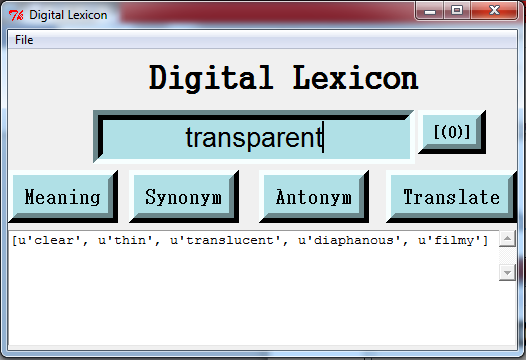 Digital Lexicon
File
Digital Lexicon
transparent
[(0)]
Meaning Synonym Antonym Translate
[u'clear', u'thin', u'translucent', u'diaphanous', u'filmy']